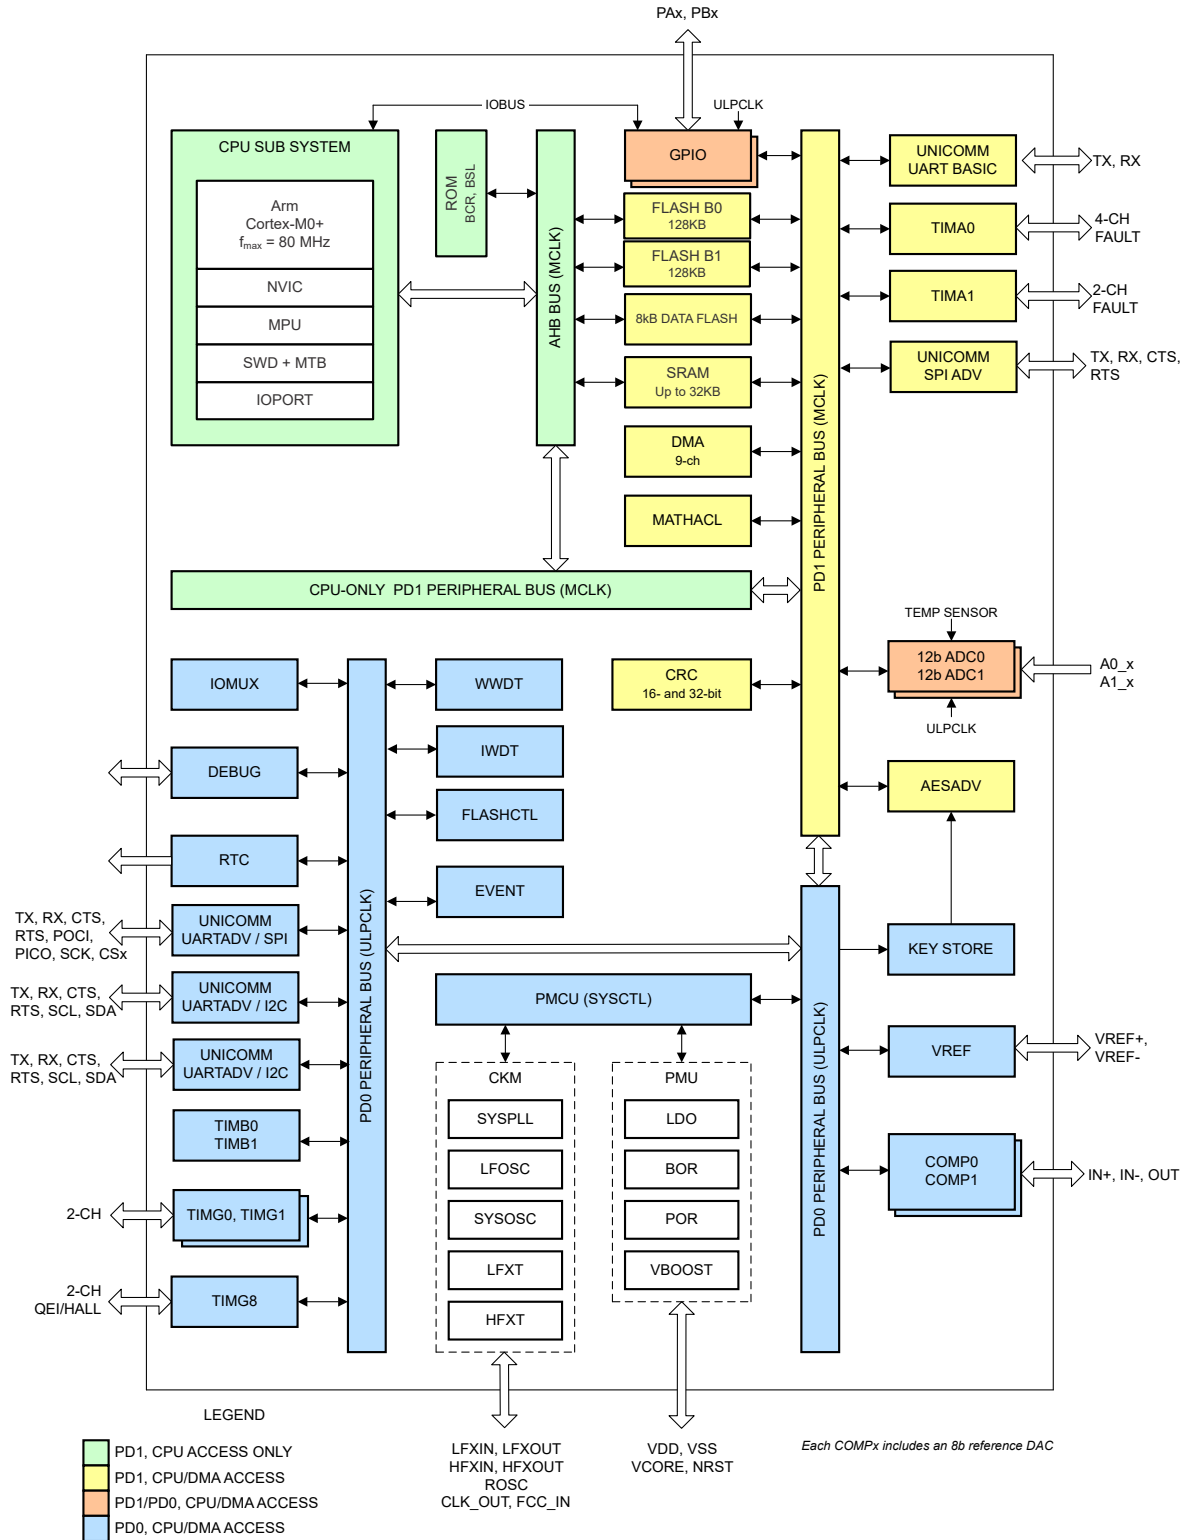 PAx, PBx
IOBUS
ULPCLK
CPU SUB SYSTEM
Arm
Cortex-M0+
fmax = 80 MHz
NVIC
MPU
SWD + MTB
IOPORT
ROM
BCR, BSL
AHB BUS (MCLK)
GPIO
FLASH B0
128KB
FLASH B1
128KB
8kB DATA FLASH
SRAM
Up to 32KB
DMA
9-ch
MATHACL
PD1 PERIPHERAL BUS (MCLK)
UNICOMM
UART BASIC
TX, RX
TIMA0
4-CH
FAULT
TIMA1
2-CH
FAULT
UNICOMM
SPI ADV
TX, RX, CTS,
RTS
CPU-ONLY PD1 PERIPHERAL BUS (MCLK)
TEMP SENSOR
12b ADC0
12b ADC1
A0_x
A1_x
ULPCLK
CRC
16- and 32-bit
AESADV
IOMUX
DEBUG
RTC
TX, RX, CTS,
RTS, POCI,
PICO, SCK, CSx
UNICOMM
UARTADV / SPI
TX, RX, CTS,
RTS, SCL, SDA
UNICOMM
UARTADV / I2C
TX, RX, CTS,
RTS, SCL, SDA
UNICOMM
UARTADV / I2C
TIMB0
TIMB1
2-CH
TIMG0, TIMG1
2-CH
QEI/HALL
TIMG8
PD0 PERIPHERAL BUS (ULPCLK)
WWDT
IWDT
FLASHCTL
EVENT
PMCU (SYSCTL)
CKM
SYSPLL
LFOSC
SYSOSC
LFXT
HFXT
PMU
LDO
BOR
POR
VBOOST
PD0 PERIPHERAL BUS (ULPCLK)
KEY STORE
VREF
VREF+,
VREF-
COMP0
COMP1
IN+, IN-, OUT
LEGEND
PD1, CPU ACCESS ONLY
PD1, CPU/DMA ACCESS
PD1/PD0, CPU/DMA ACCESS
PD0, CPU/DMA ACCESS
LFXIN, LFXOUT
HFXIN, HFXOUT
ROSC
CLK_OUT, FCC_IN
VDD, VSS
VCORE, NRST
Each COMPx includes an 8b reference DAC